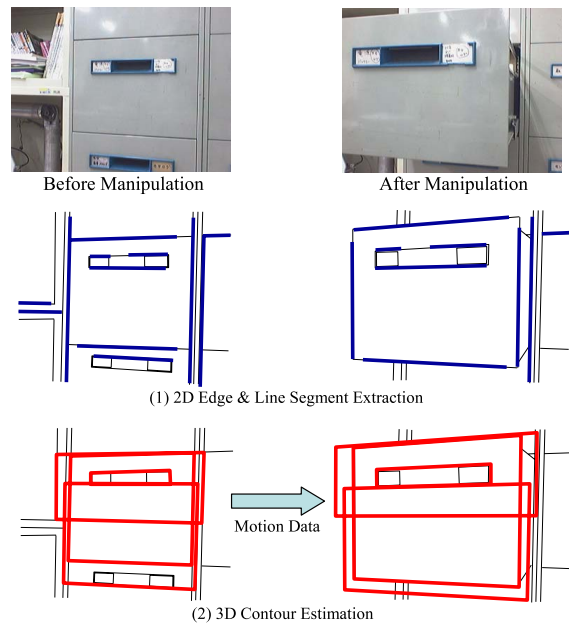 Before Manipulation
After Manipulation
(1) 2D Edge & Line Segment Extraction
Motion Data
(2) 3D Contour Estimation